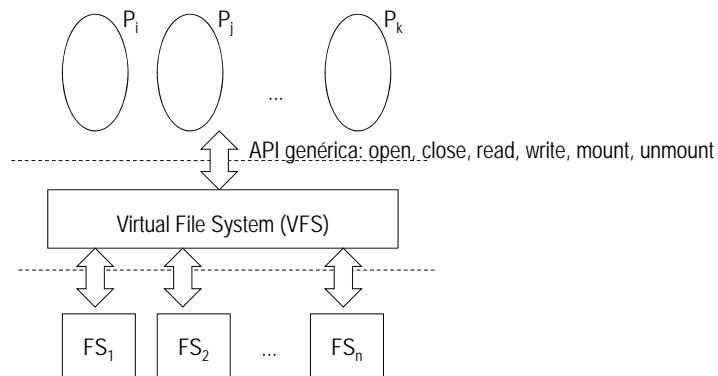 Pi Pj Pk
...
API genérica: open, close, read, write, mount, unmount
Virtual File System (VFS)
FS1 FS2 ... FSn